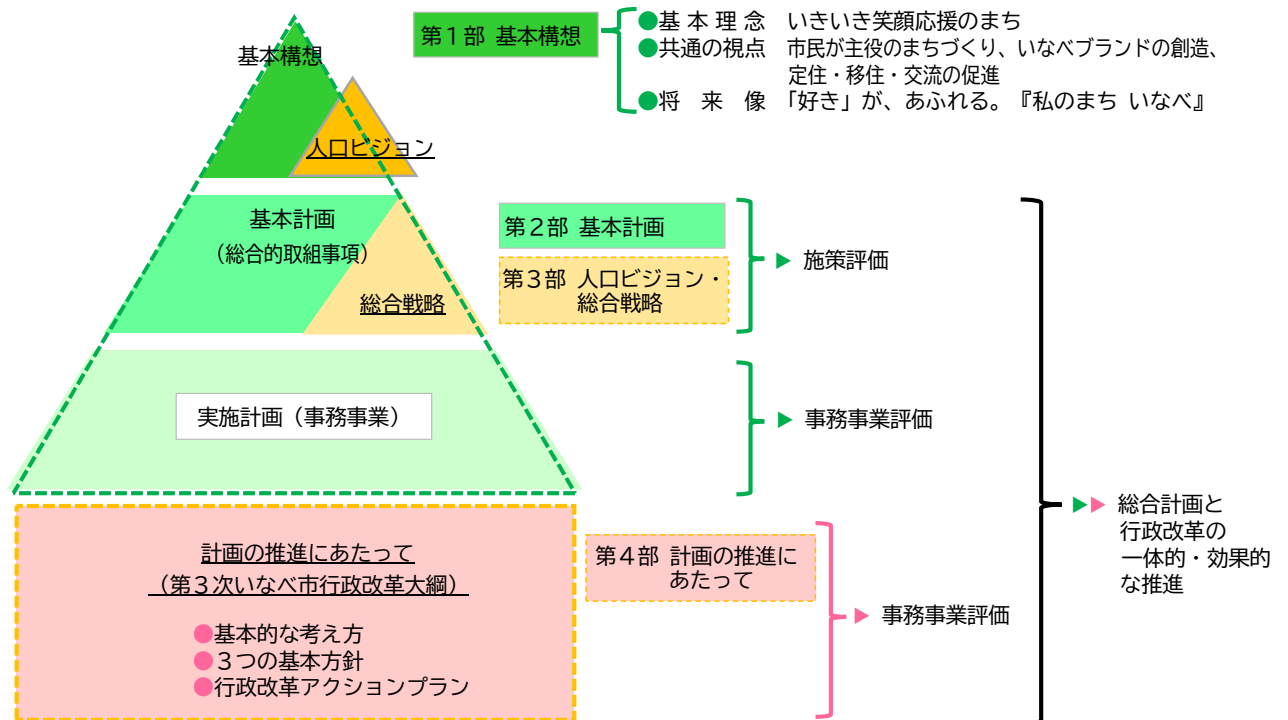 基本構想
人口ビジョン
第１部 基本構想
●基 本 理 念　いきいき笑顔応援のまち
●共通の視点　市民が主役のまちづくり、いなべブランドの創造、
定住・移住・交流の促進
●将　来　像　「好き」が、あふれる。『私のまち いなべ』
基本計画
（総合的取組事項）
総合戦略
第２部 基本計画
第３部 人口ビジョン・
総合戦略
施策評価
実施計画（事務事業）
事務事業評価
計画の推進にあたって
（第３次いなべ市行政改革大綱）
●基本的な考え方
●３つの基本方針
●行政改革アクションプラン
第４部 計画の推進に
あたって
事務事業評価
総合計画と
行政改革の
一体的・効果的
な推進